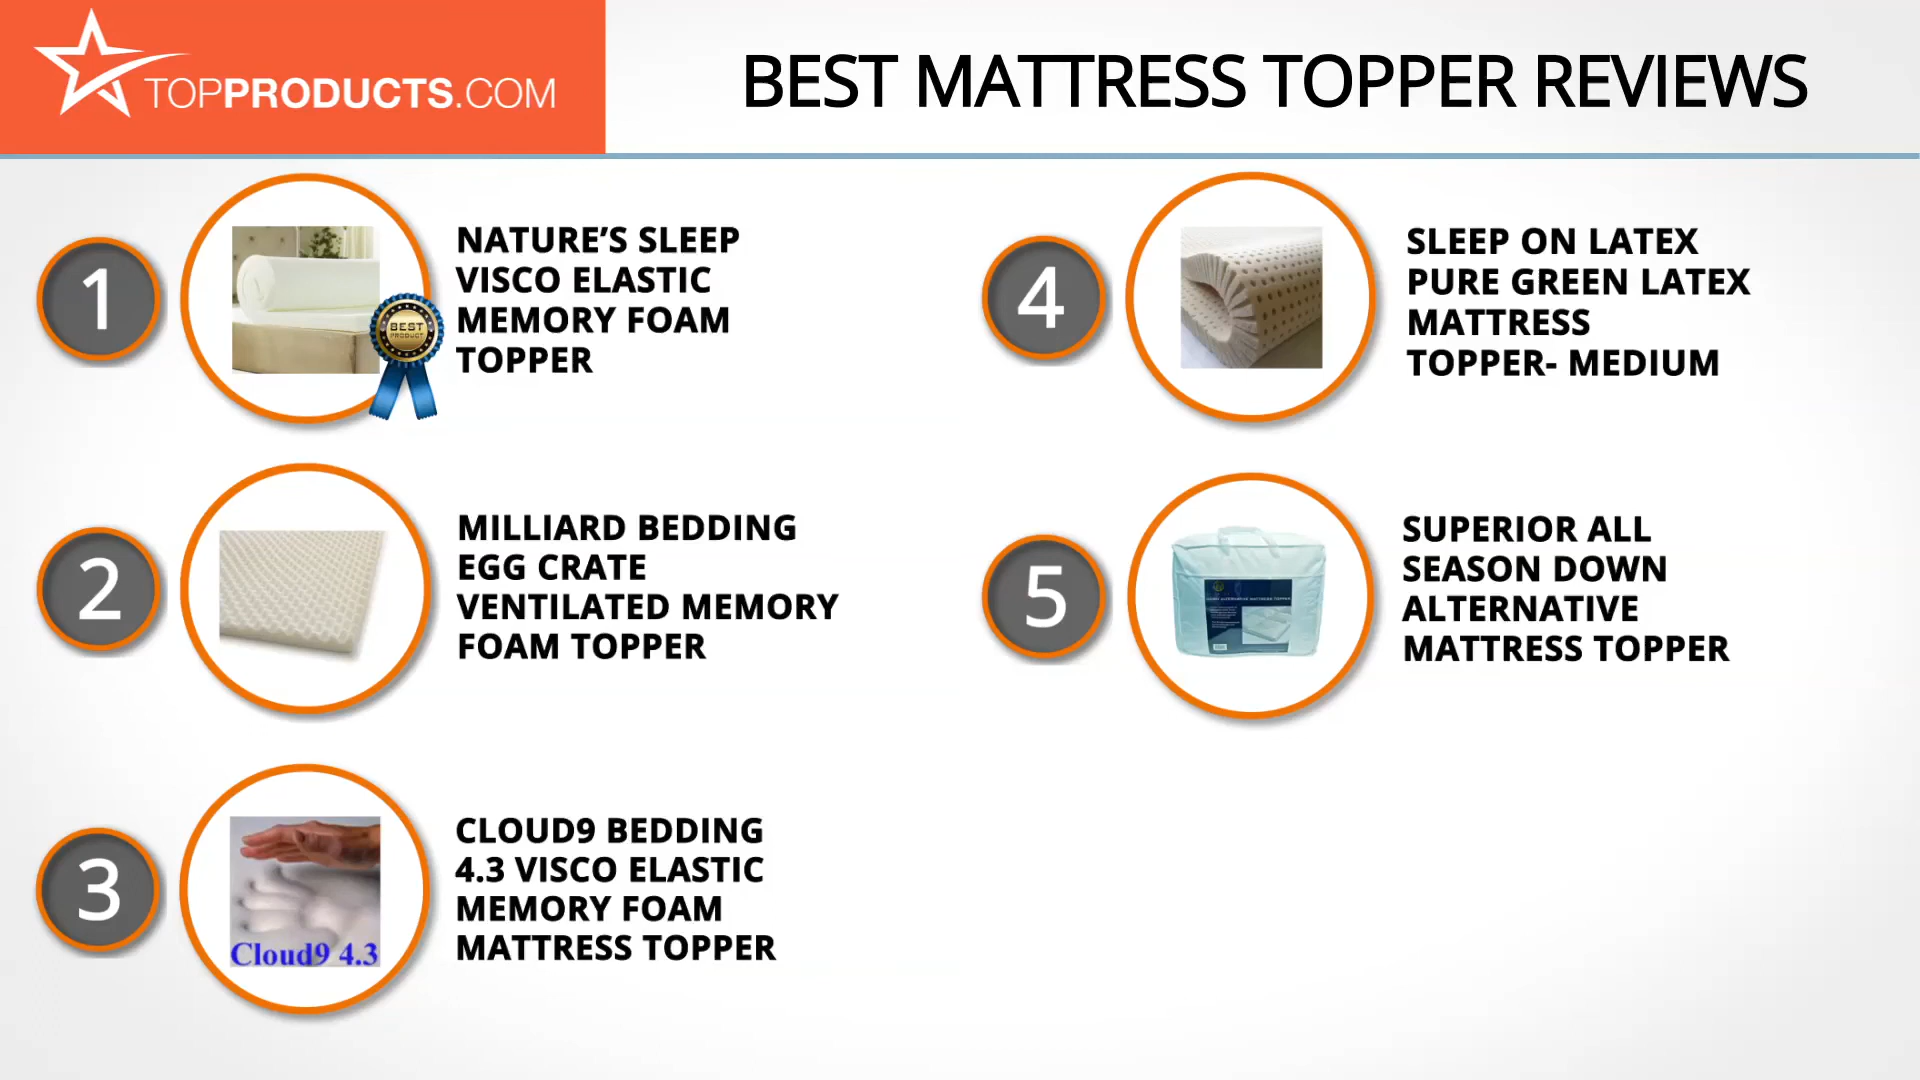 TOPPRODUCTS.COM
BEST MATTRESS TOPPER REVIEWS
1
BEST
PRODUCT
NATURE’S SLEEP
VISCO ELASTIC
MEMORY FOAM
TOPPER
2
MILLIARD BEDDING
EGG CRATE
VENTILATED MEMORY
FOAM TOPPER
3
Cloud9 4.3
CLOUD9 BEDDING
4.3 VISCO ELASTIC
MEMORY FOAM
MATTRESS TOPPER
4
SLEEP ON LATEX
PURE GREEN LATEX
MATTRESS
TOPPER- MEDIUM
5
ALTERNATIVE MATTRESS TOPPER
SUPERIOR ALL
SEASON DOWN
ALTERNATIVE
MATTRESS TOPPER